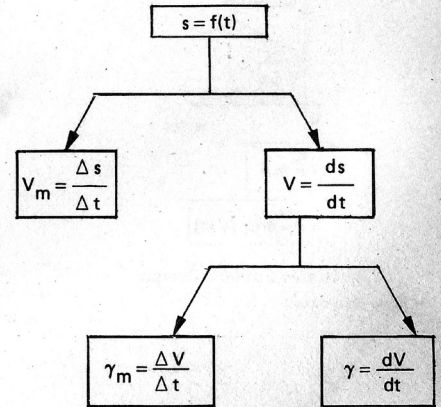 s = f(t)
V_m = Δs/Δt
V = ds/dt
γ_m = ΔV/Δt
γ = dV/dt